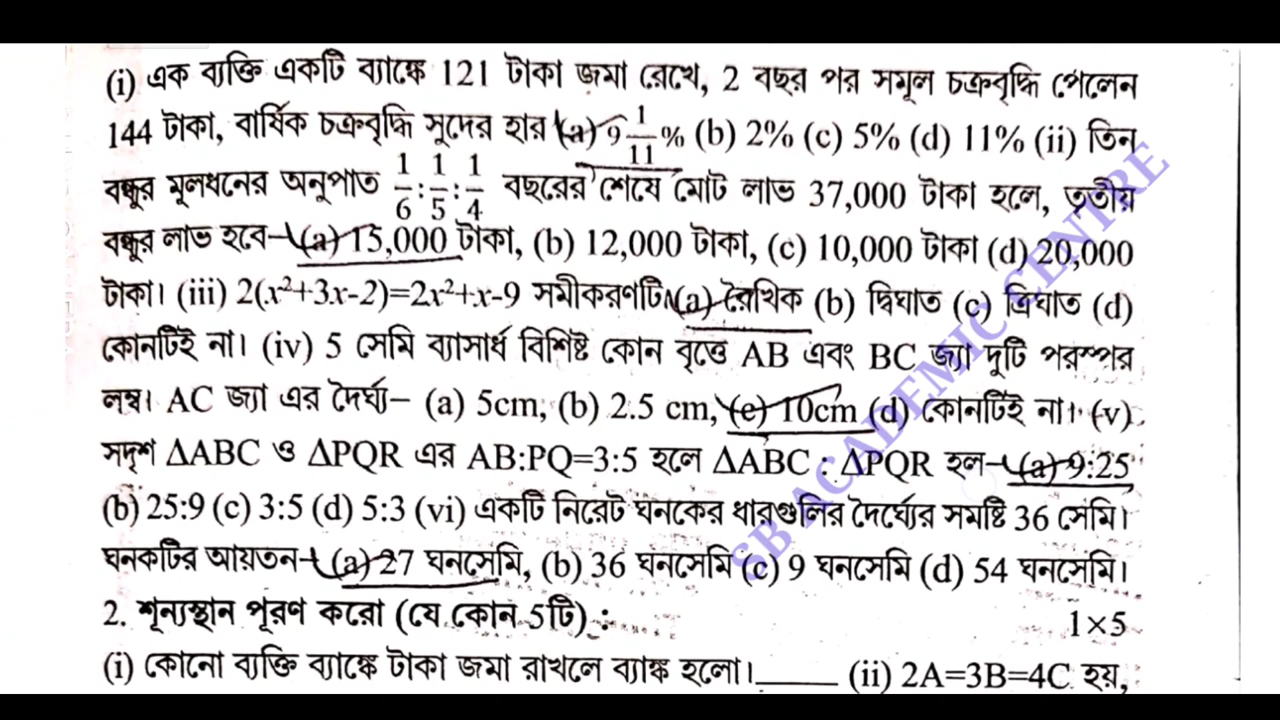 (i) এক ব্যক্তি একটি ব্যাঙ্কে 121 টাকা জমা রেখে, 2 বছর পর সমূল চক্রবৃদ্ধি পেলেন
144 টাকা, বার্ষিক চক্রবৃদ্ধি সুদের হার (a) 9 1/11 % (b) 2% (c) 5% (d) 11% (ii) তিন
বন্ধুর মূলধনের অনুপাত 1/6 : 1/5 : 1/4 বছরের শেষে মোট লাভ 37,000 টাকা হলে, তৃতীয়
বন্ধুর লাভ হবে– (a) 15,000 টাকা, (b) 12,000 টাকা, (c) 10,000 টাকা (d) 20,000
টাকা। (iii) 2(x²+3x-2)=2x²+x-9 সমীকরণটি (a) রৈখিক (b) দ্বিঘাত (c) ত্রিঘাত (d)
কোনটিই না। (iv) 5 সেমি ব্যাসার্ধ বিশিষ্ট কোন বৃত্তে AB এবং BC জ্যা দুটি পরস্পর
লম্ব। AC জ্যা এর দৈর্ঘ্য– (a) 5cm, (b) 2.5 cm, (c) 10cm (d) কোনটিই না। (v)
সদৃশ ΔABC ও ΔPQR এর AB:PQ=3:5 হলে ΔABC : ΔPQR হল– (a) 9:25
(b) 25:9 (c) 3:5 (d) 5:3 (vi) একটি নিরেট ঘনকের ধারগুলির দৈর্ঘ্যের সমষ্টি 36 সেমি।
ঘনকটির আয়তন– (a) 27 ঘনসেমি, (b) 36 ঘনসেমি (c) 9 ঘনসেমি (d) 54 ঘনসেমি।
2. শূন্যস্থান পূরণ করো (যে কোন 5টি) : 1×5
(i) কোনো ব্যক্তি ব্যাঙ্কে টাকা জমা রাখলে ব্যাঙ্ক হলো।______ (ii) 2A=3B=4C হয়,
SB ACADEMIC CENTRE